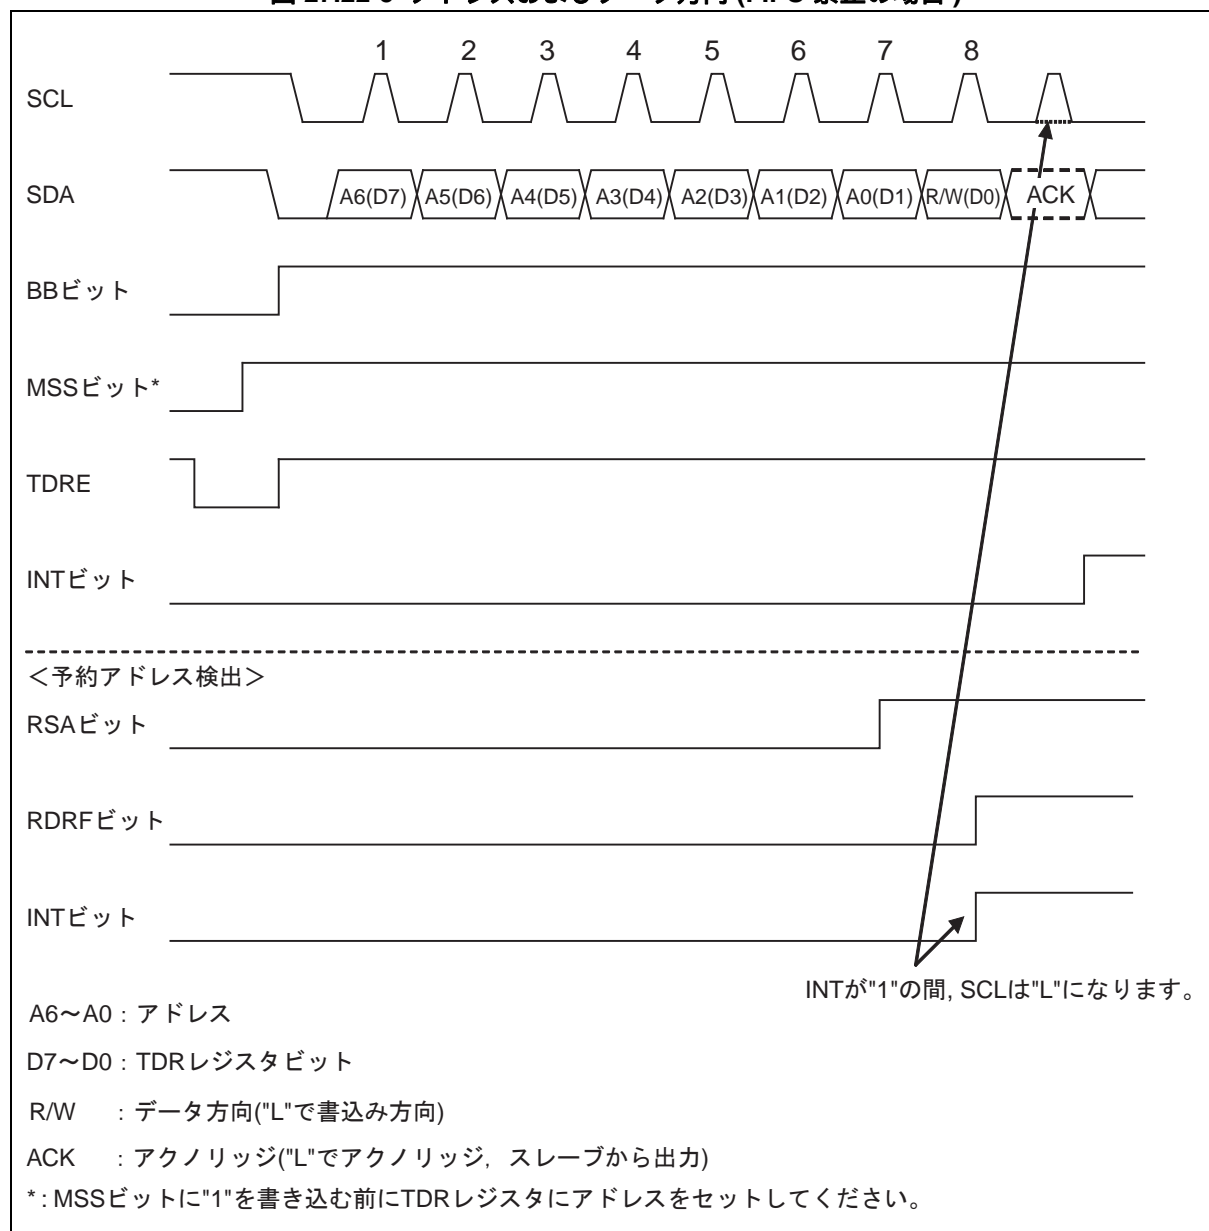 1 2 3 4 5 6 7 8
SCL
SDA A6(D7) A5(D6) A4(D5) A3(D4) A2(D3) A1(D2) A0(D1) R/W(D0) ACK
BBビット
MSSビット*
TDRE
INTビット
＜予約アドレス検出＞
RSAビット
RDRFビット
INTビット
INTが"1"の間, SCLは"L"になります。
A6～A0 : アドレス
D7～D0 : TDRレジスタビット
R/W : データ方向("L"で書込み方向)
ACK : アクノリッジ("L"でアクノリッジ, スレーブから出力)
* : MSSビットに"1"を書き込む前にTDRレジスタにアドレスをセットしてください。